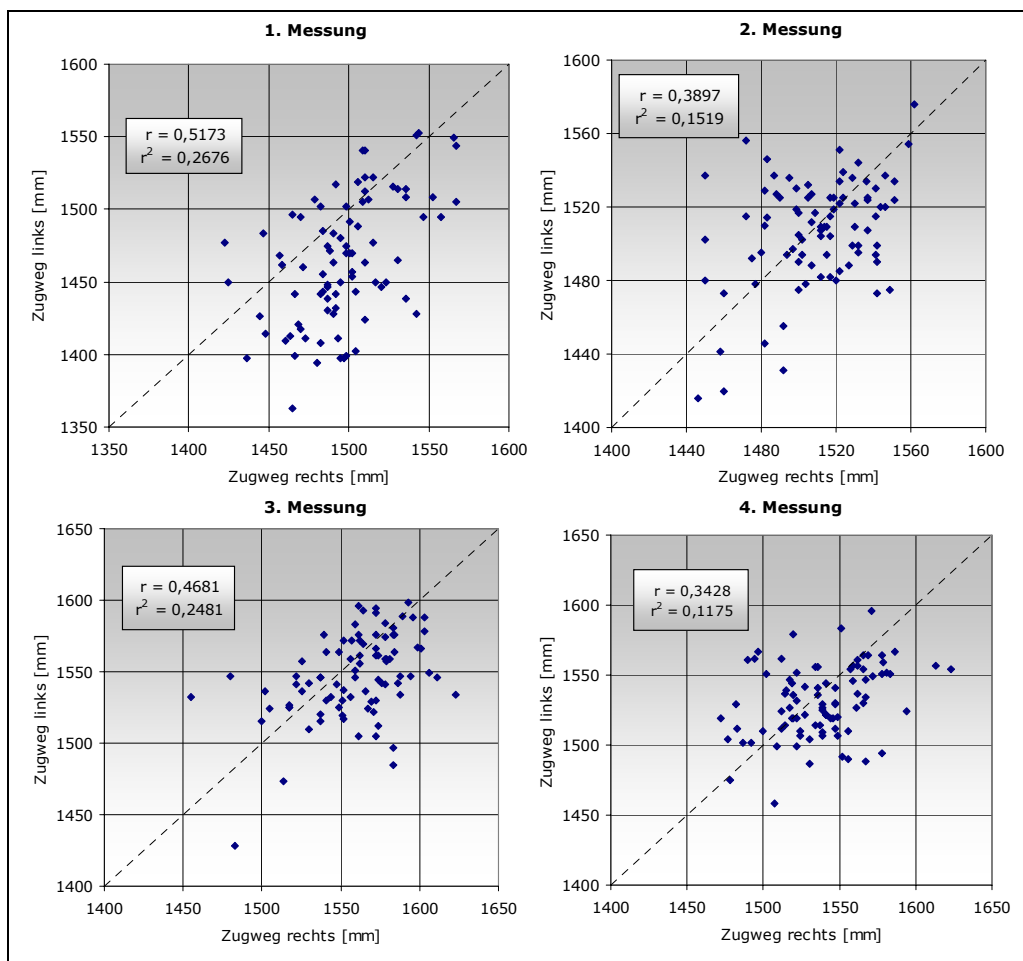 1. Messung
1600
1550
1500
1450
1400
1350
1350 1400 1450 1500 1550 1600
Zugweg links [mm]
Zugweg rechts [mm]
r = 0,5173
r² = 0,2676
2. Messung
1600
1560
1520
1480
1440
1400
1400 1440 1480 1520 1560 1600
Zugweg links [mm]
Zugweg rechts [mm]
r = 0,3897
r² = 0,1519
3. Messung
1650
1600
1550
1500
1450
1400
1400 1450 1500 1550 1600 1650
Zugweg links [mm]
Zugweg rechts [mm]
r = 0,4681
r² = 0,2481
4. Messung
1650
1600
1550
1500
1450
1400
1400 1450 1500 1550 1600 1650
Zugweg links [mm]
Zugweg rechts [mm]
r = 0,3428
r² = 0,1175